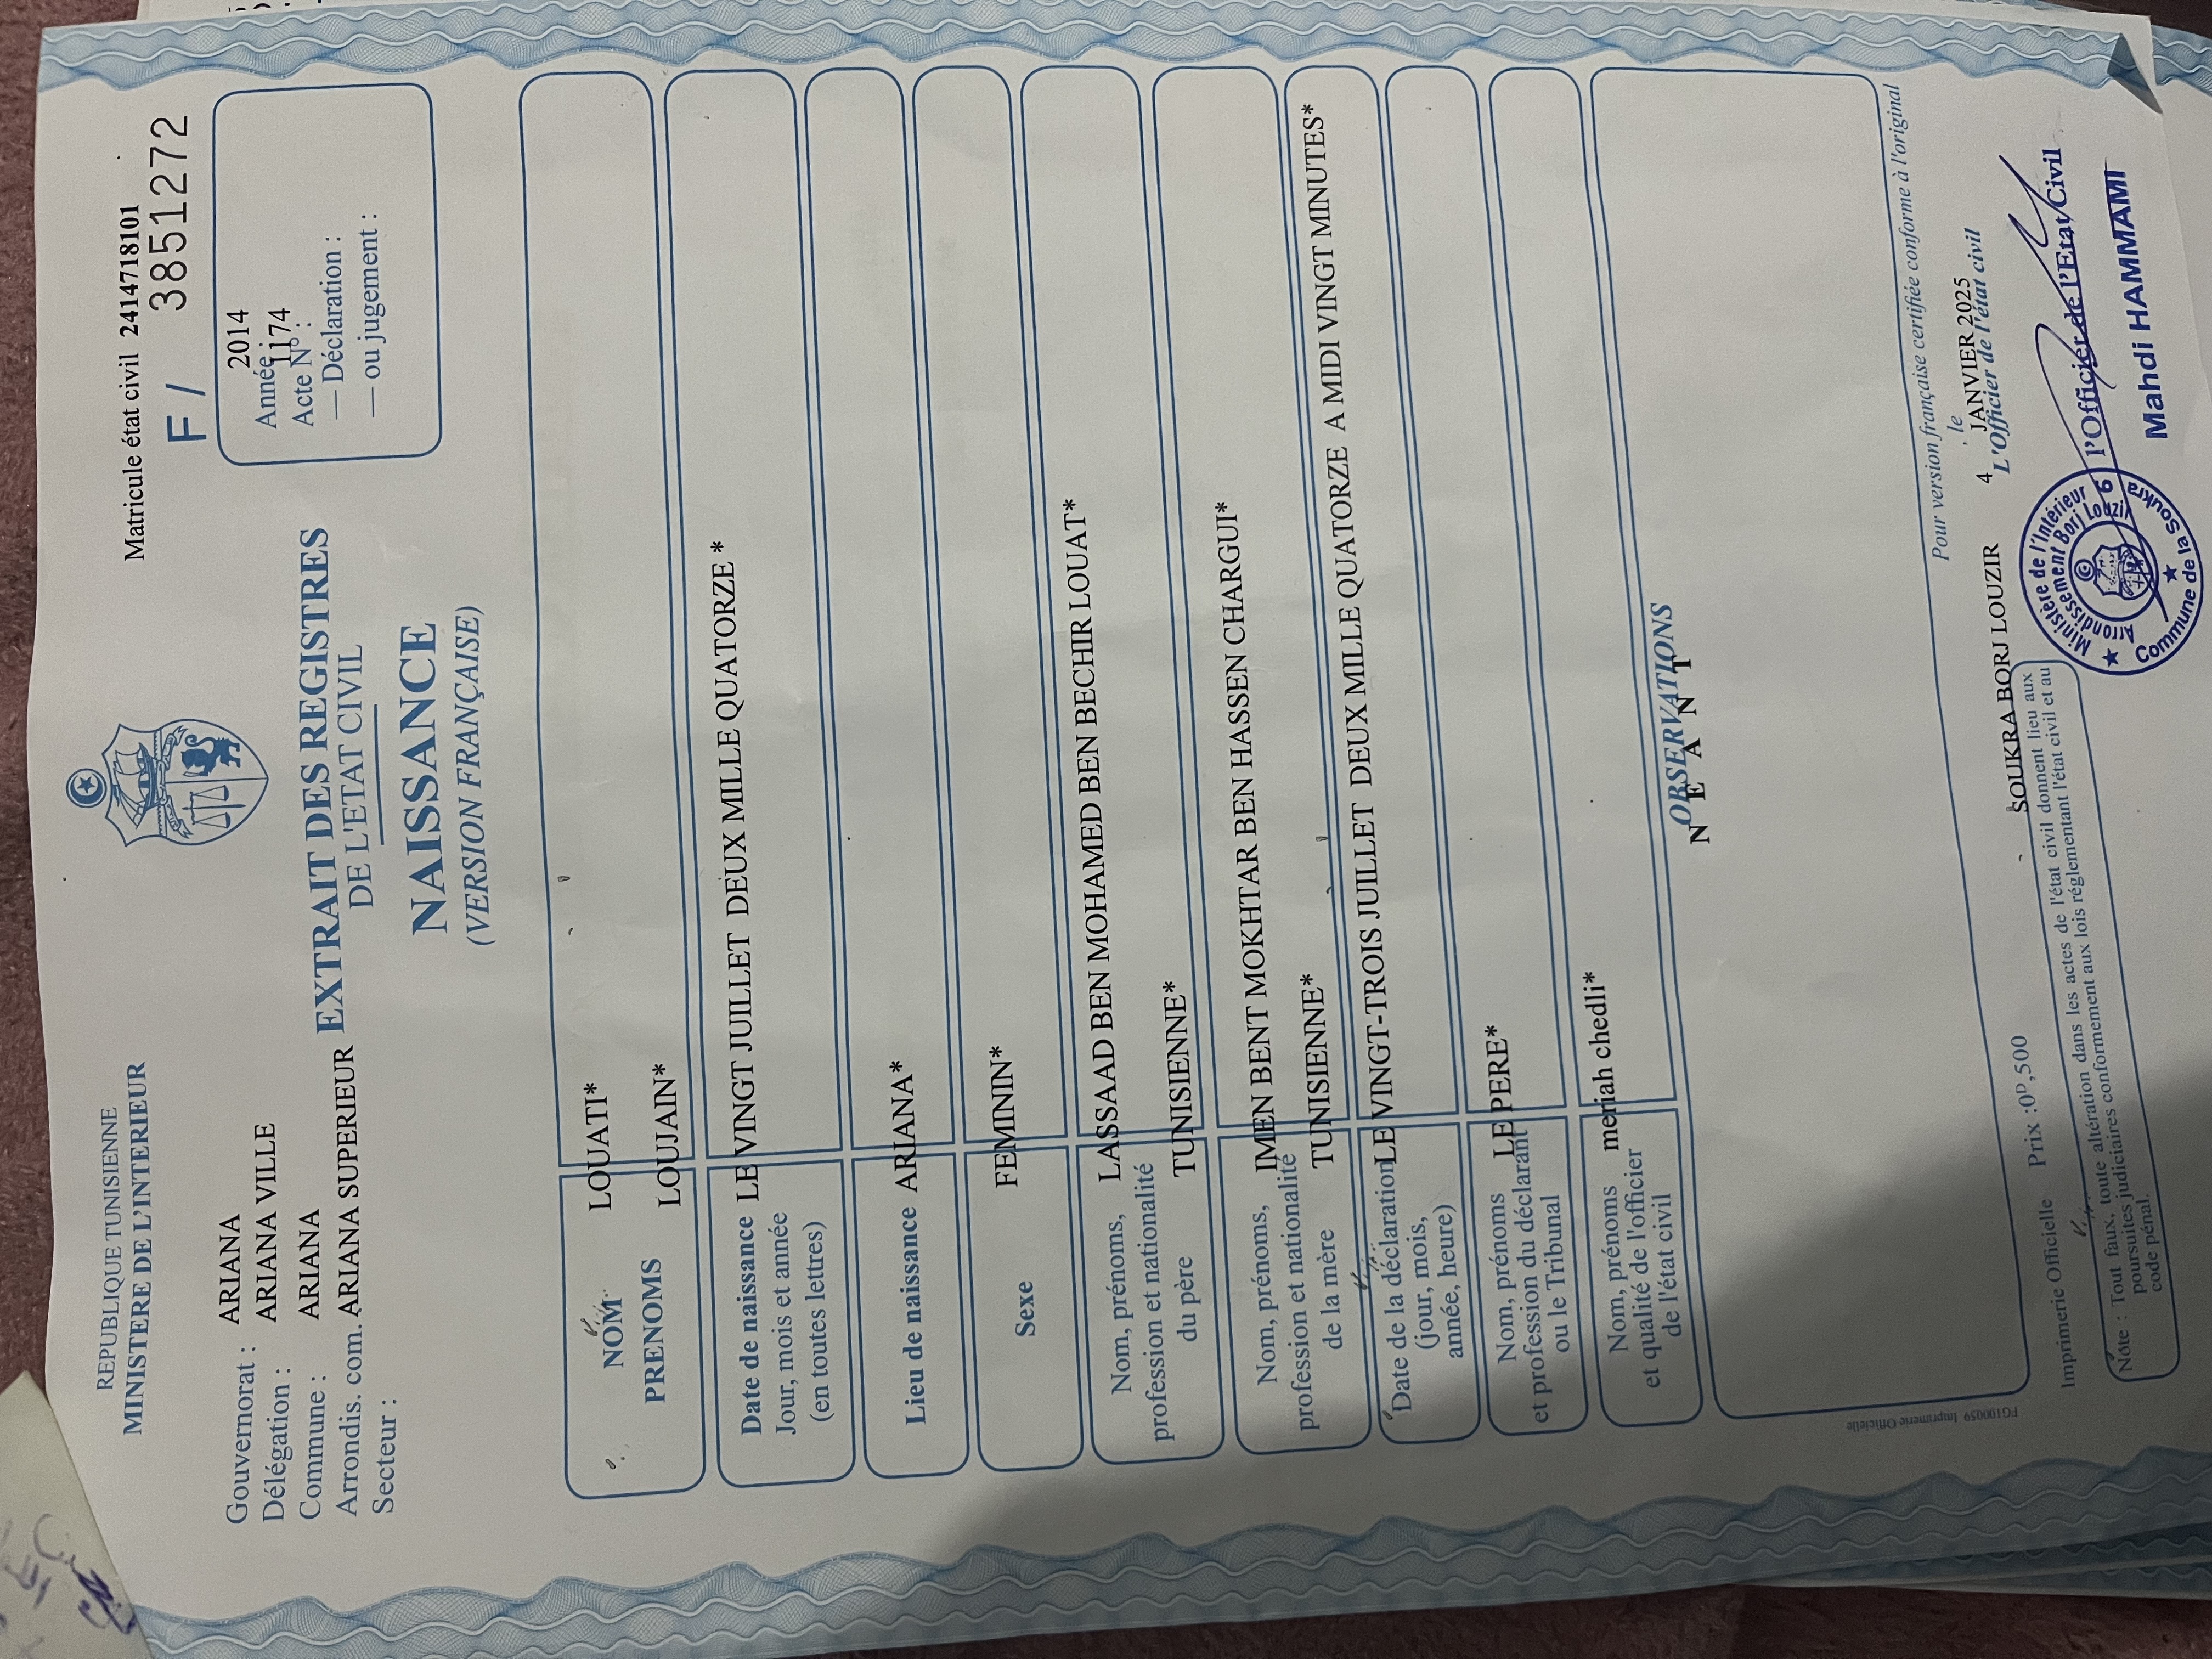 REPUBLIQUE TUNISIENNE
MINISTERE DE L'INTERIEUR
Matricule état civil 2414718101
F / 3851272
Gouvernorat : ARIANA
Délégation : ARIANA VILLE
Commune : ARIANA
Arrondis. com. ARIANA SUPERIEUR
Secteur :
2014
Année :
1174
Acte N° :
— Déclaration :
— ou jugement :
EXTRAIT DES REGISTRES
DE L'ETAT CIVIL
NAISSANCE
(VERSION FRANÇAISE)
NOM LOUATI*
PRENOMS LOUJAIN*
Date de naissance LE VINGT JUILLET DEUX MILLE QUATORZE *
Jour, mois et année
(en toutes lettres)
Lieu de naissance ARIANA*
Sexe FEMININ*
Nom, prénoms, LASSAAD BEN MOHAMED BEN BECHIR LOUAT*
profession et nationalité
du père TUNISIENNE*
Nom, prénoms, IMEN BENT MOKHTAR BEN HASSEN CHARGUI*
profession et nationalité
de la mère TUNISIENNE*
Date de la déclaration LE VINGT-TROIS JUILLET DEUX MILLE QUATORZE A MIDI VINGT MINUTES*
(jour, mois,
année, heure)
Nom, prénoms LE PERE*
et profession du déclarant
ou le Tribunal
Nom, prénoms meriah chedli*
et qualité de l'officier
de l'état civil
OBSERVATIONS
N E A N T
Pour version française certifiée conforme à l'original
, le
SOUKRA BORJ LOUZIR 4 JANVIER 2025
L'Officier de l'état civil
l'Officier de l'Etat Civil
Mahdi HAMMAMI
Ministère de l'Intérieur
Arrondissement Borj Louzir 6
Commune de la Soukra
PG100059 Imprimerie Officielle
Imprimerie Officielle Prix :0ᴰ,500
Note : Tout faux, toute altération dans les actes de l'état civil donnent lieu aux
poursuites judiciaires conformement aux lois réglementant l'état civil et au
code pénal.